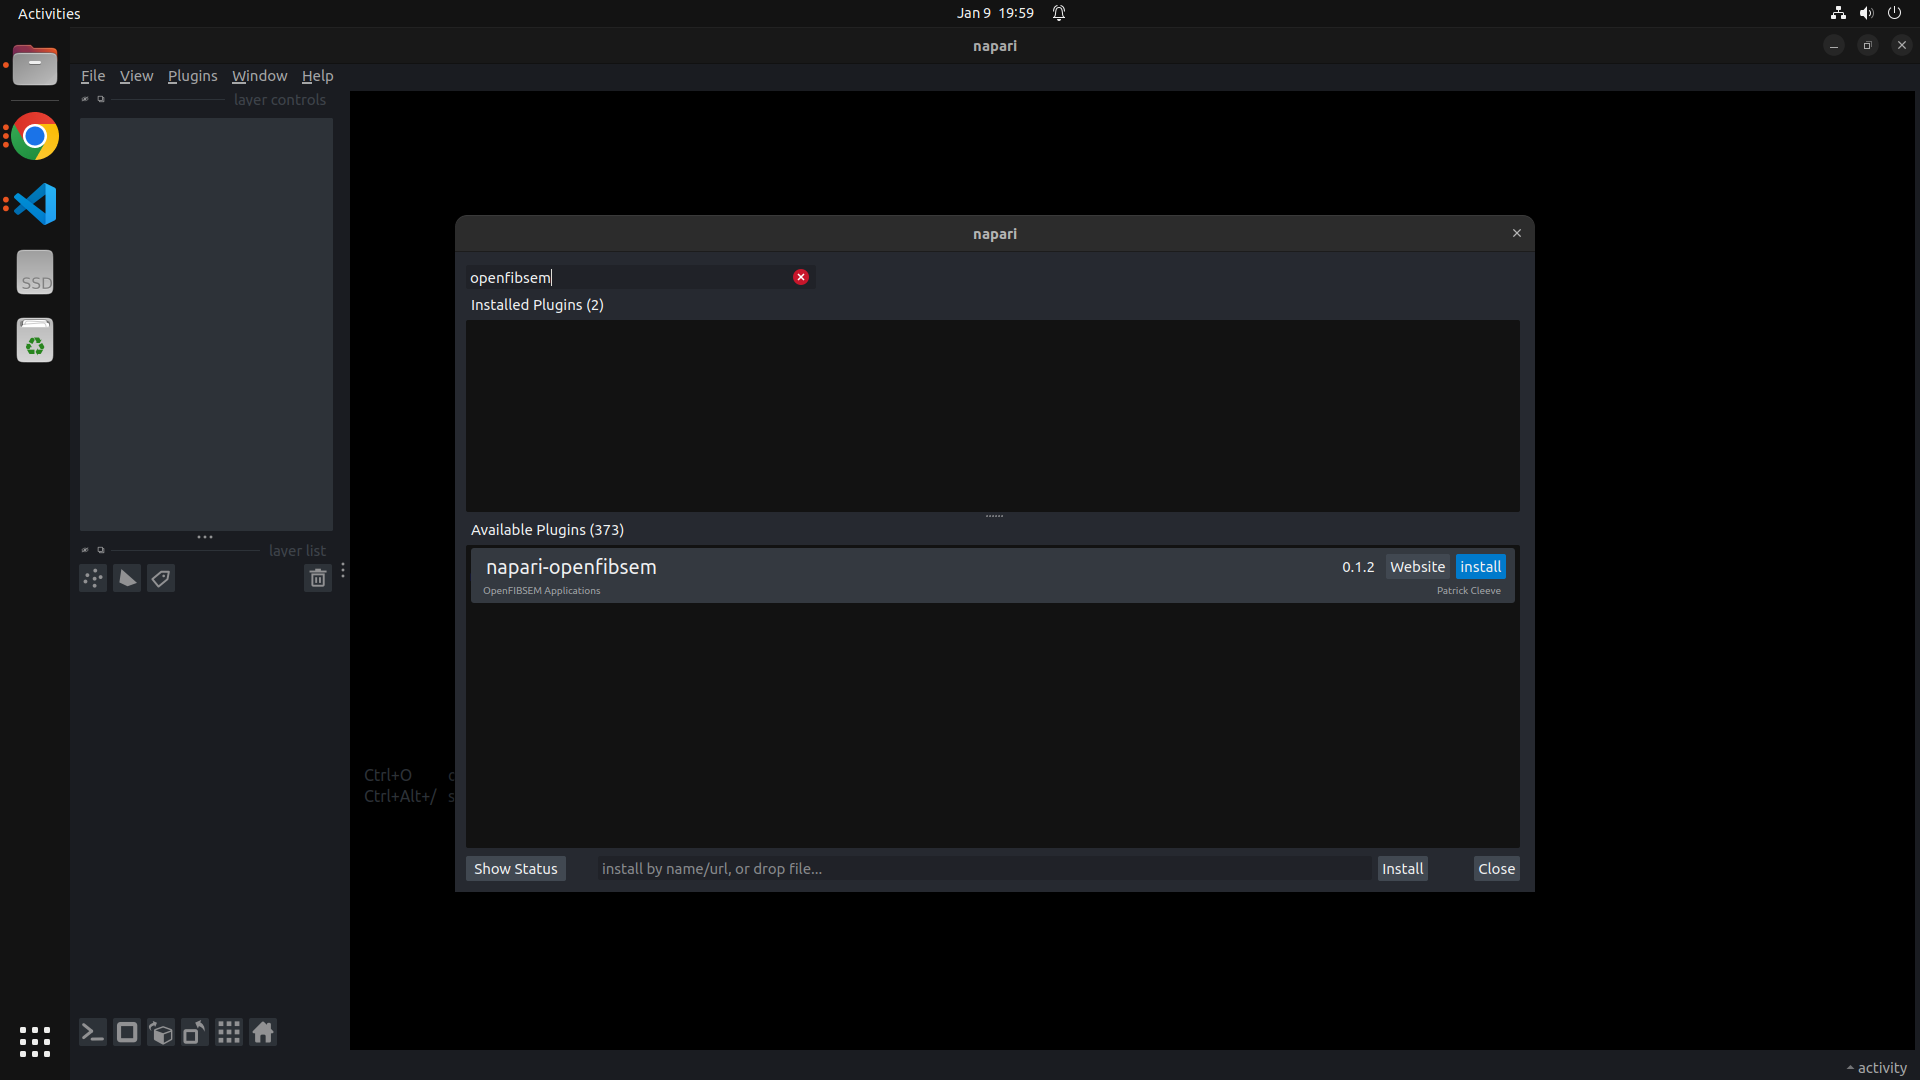 Activities
Jan 9 19:59
napari
File View Plugins Window Help
layer controls
napari
openfibsem
Installed Plugins (2)
SSD
Available Plugins (373)
layer list
napari-openfibsem 0.1.2 Website install
OpenFIBSEM Applications Patrick Cleeve
Ctrl+O
Ctrl+Alt+/ s
Show Status install by name/url, or drop file... Install Close
activity